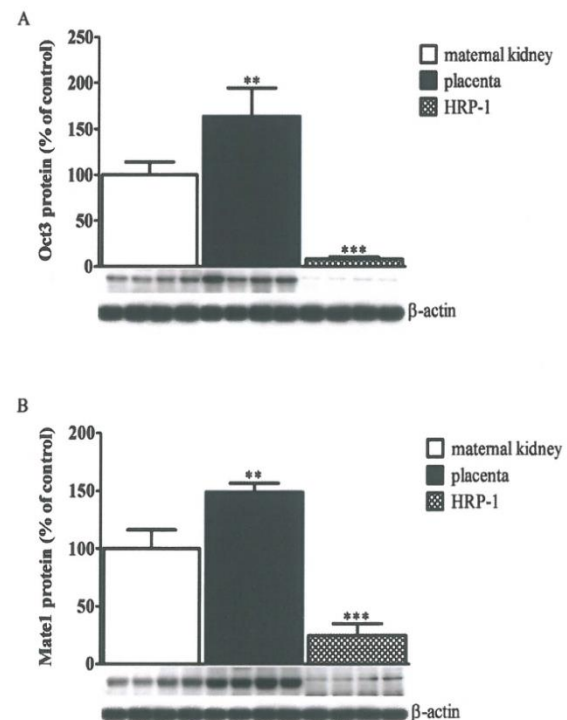 A
Oct3 protein (% of control)
250
200
150
100
50
0
**
***
maternal kidney
placenta
HRP-1
β-actin
B
Mate1 protein (% of control)
200
150
100
50
0
**
***
maternal kidney
placenta
HRP-1
β-actin